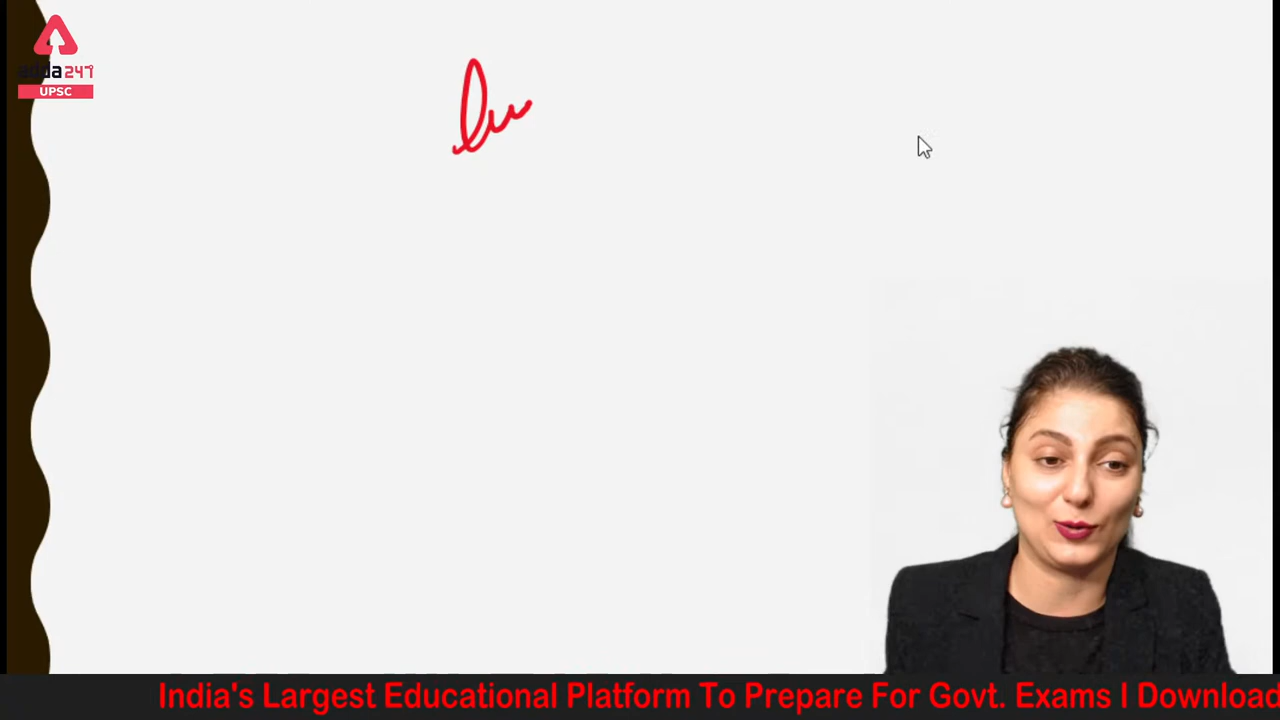 adda247
UPSC
India's Largest Educational Platform To Prepare For Govt. Exams I Download